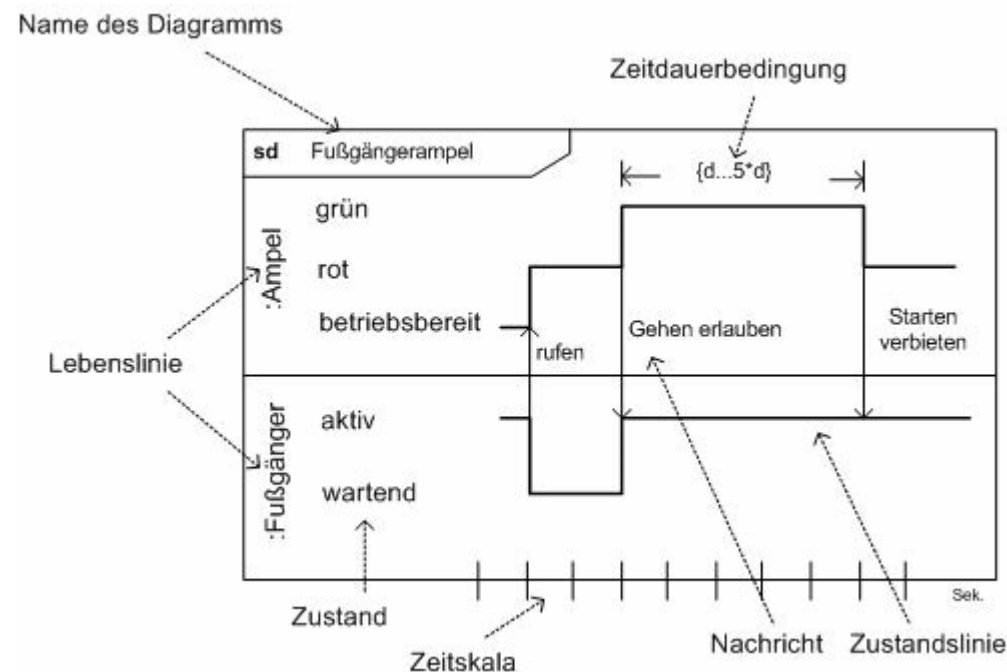 Name des Diagramms
Zeitdauerbedingung
sd Fußgängerampel
{d...5*d}
:Ampel
grün
rot
betriebsbereit
rufen
Gehen erlauben
Starten
verbieten
Lebenslinie
:Fußgänger
aktiv
wartend
Sek.
Zustand
Zeitskala
Nachricht
Zustandslinie